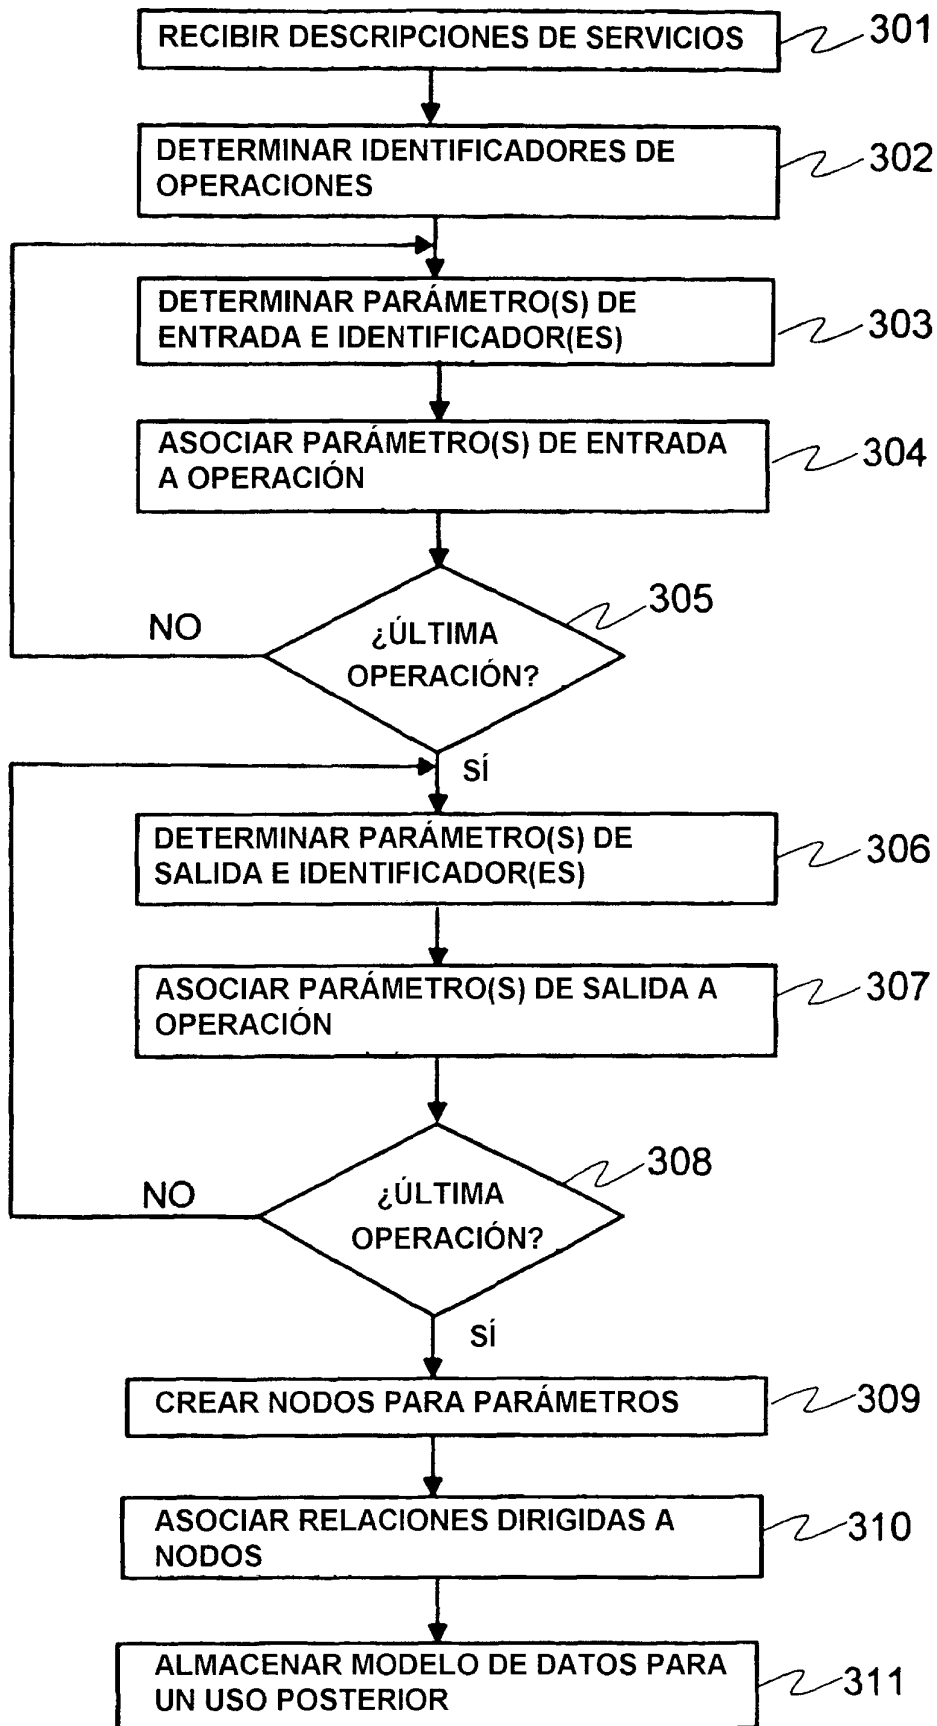 RECIBIR DESCRIPCIONES DE SERVICIOS 301
DETERMINAR IDENTIFICADORES DE
OPERACIONES
302
DETERMINAR PARÁMETRO(S) DE
ENTRADA E IDENTIFICADOR(ES)
303
ASOCIAR PARÁMETRO(S) DE ENTRADA
A OPERACIÓN
304
305
NO
¿ÚLTIMA
OPERACIÓN?
SÍ
DETERMINAR PARÁMETRO(S) DE
SALIDA E IDENTIFICADOR(ES)
306
ASOCIAR PARÁMETRO(S) DE SALIDA A
OPERACIÓN
307
308
NO
¿ÚLTIMA
OPERACIÓN?
SÍ
CREAR NODOS PARA PARÁMETROS 309
ASOCIAR RELACIONES DIRIGIDAS A
NODOS
310
ALMACENAR MODELO DE DATOS PARA
UN USO POSTERIOR
311